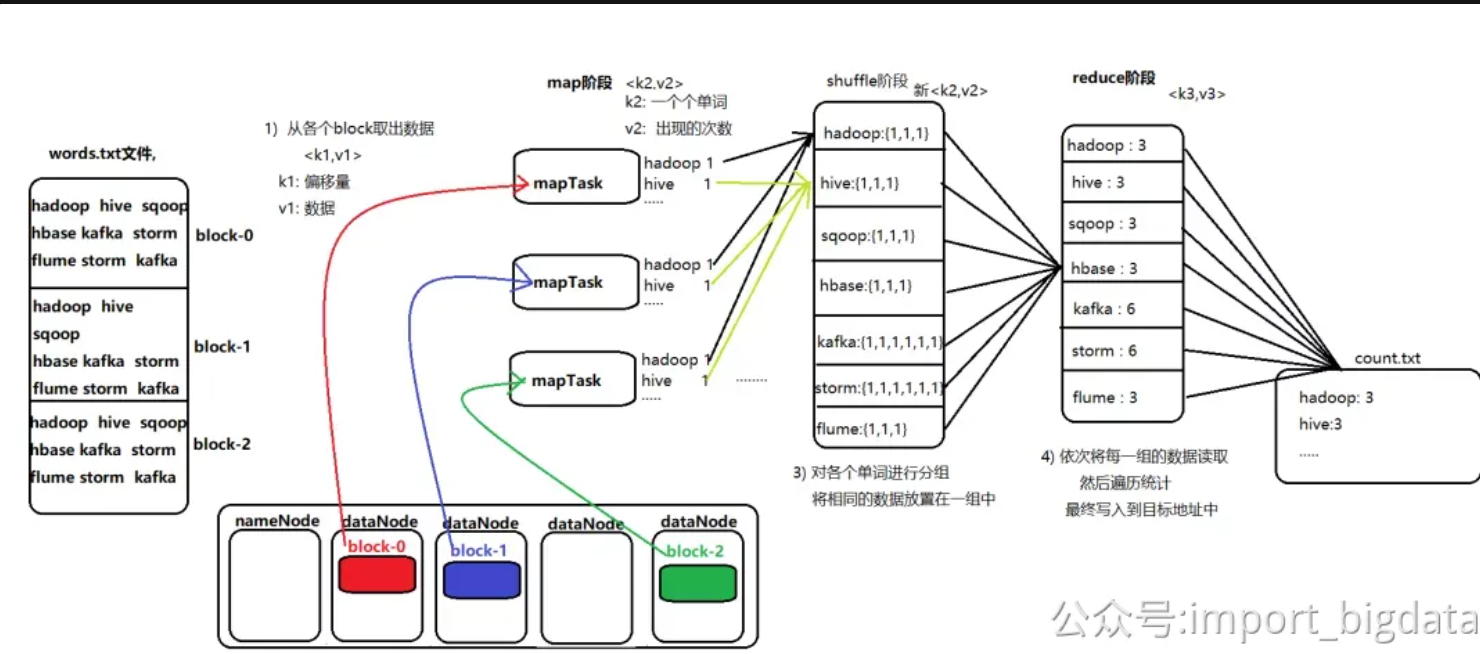 words.txt文件,
hadoop hive sqoop
hbase kafka storm
flume storm kafka
block-0
hadoop hive
sqoop
hbase kafka storm
flume storm kafka
block-1
hadoop hive sqoop
hbase kafka storm
flume storm kafka
block-2
1) 从各个block取出数据
<k1,v1>
k1: 偏移量
v1: 数据
map阶段 <k2,v2>
k2: 一个个单词
v2: 出现的次数
mapTask
hadoop 1
hive 1
.....
mapTask
hadoop 1
hive 1
.....
mapTask
hadoop 1
hive 1
.....
........
shuffle阶段
新<k2,v2>
hadoop:{1,1,1}
hive:{1,1,1}
sqoop:{1,1,1}
hbase:{1,1,1}
kafka:{1,1,1,1,1,1}
storm:{1,1,1,1,1,1}
flume:{1,1,1}
3) 对各个单词进行分组
将相同的数据放置在一组中
reduce阶段
<k3,v3>
hadoop : 3
hive : 3
sqoop : 3
hbase : 3
kafka : 6
storm : 6
flume : 3
4) 依次将每一组的数据读取
然后遍历统计
最终写入到目标地址中
count.txt
hadoop: 3
hive:3
.....
nameNode
dataNode
block-0
dataNode
block-1
dataNode
dataNode
block-2
公众号:import_bigdata